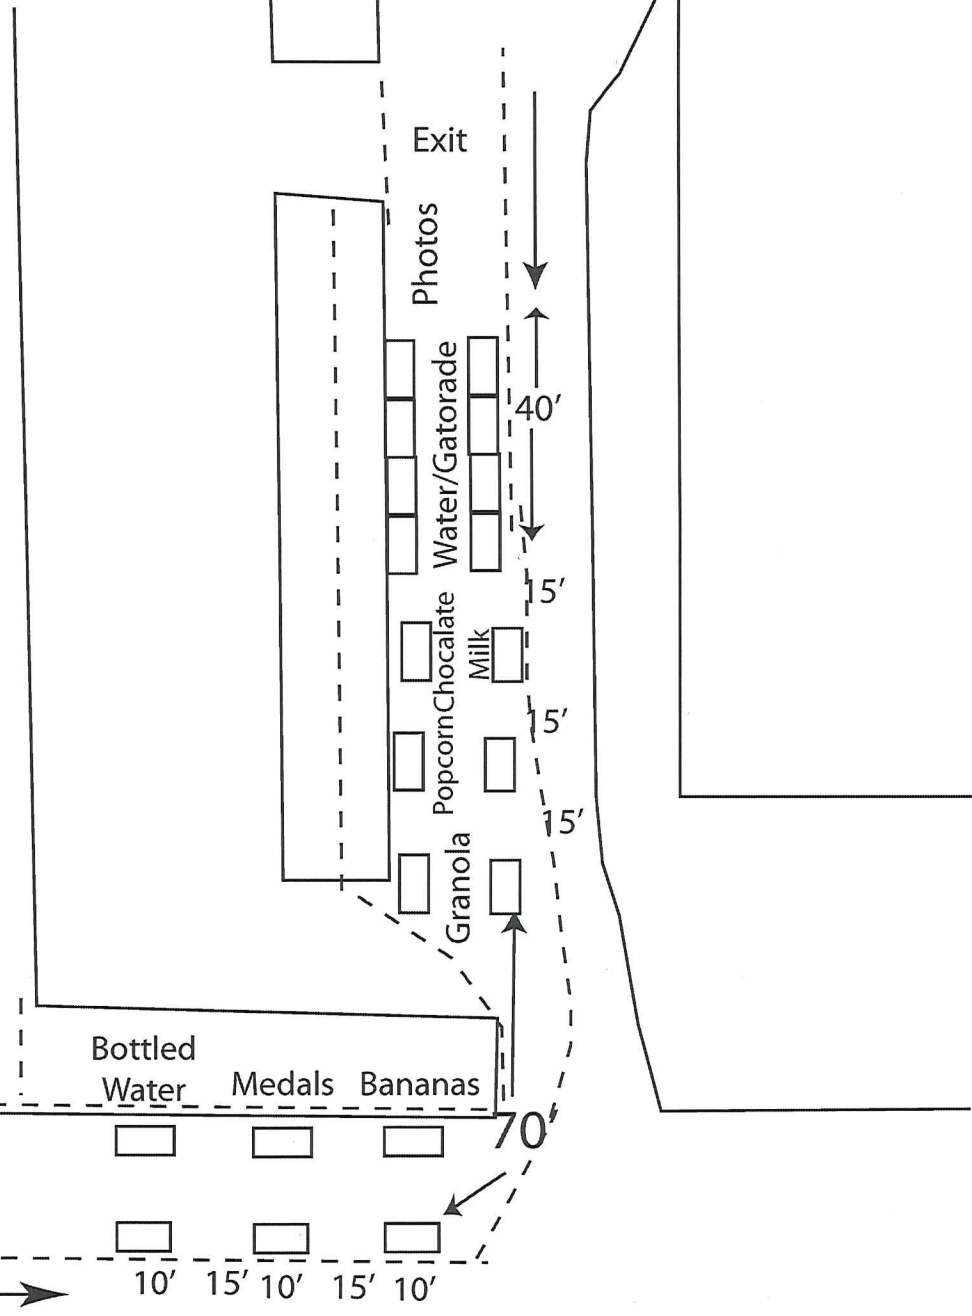 Exit
Photos
Water/Gatorade
40'
15'
Chocalate
Milk
15'
Popcorn
15'
Granola
Bottled
Water
Medals
Bananas
70'
10'
15'
10'
15'
10'